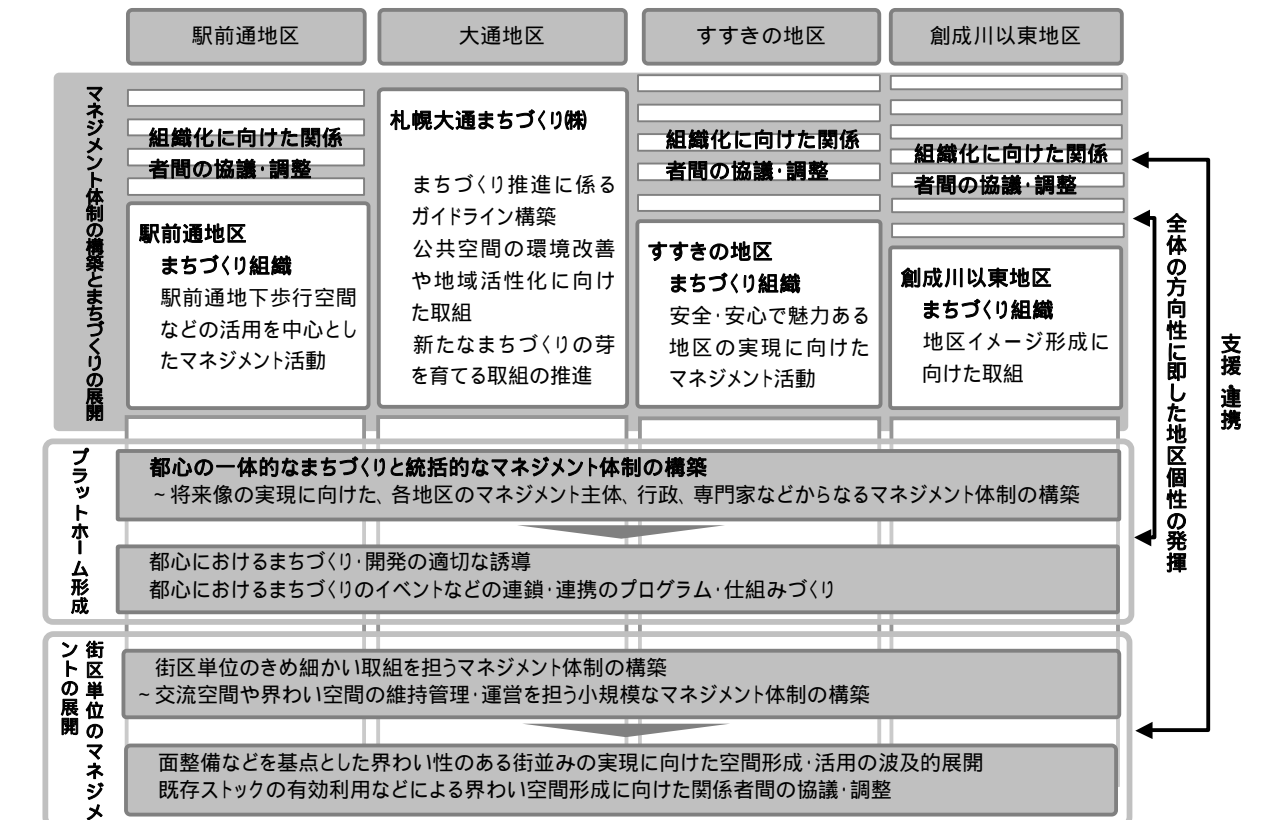 駅前通地区
大通地区
すすきの地区
創成川以東地区
マネジメント体制の構築とまちづくりの展開
組織化に向けた関係
者間の協議・調整
駅前通地区
まちづくり組織
駅前通地下歩行空間
などの活用を中心とし
たマネジメント活動
札幌大通まちづくり㈱
まちづくり推進に係る
ガイドライン構築
公共空間の環境改善
や地域活性化に向け
た取組
新たなまちづくりの芽
を育てる取組の推進
組織化に向けた関係
者間の協議・調整
すすきの地区
まちづくり組織
安全・安心で魅力ある
地区の実現に向けた
マネジメント活動
組織化に向けた関係
者間の協議・調整
創成川以東地区
まちづくり組織
地区イメージ形成に
向けた取組
全体の方向性に即した地区個性の発揮
支援・連携
プラットホーム形成
都心の一体的なまちづくりと統括的なマネジメント体制の構築
~将来像の実現に向けた、各地区のマネジメント主体、行政、専門家などからなるマネジメント体制の構築
都心におけるまちづくり・開発の適切な誘導
都心におけるまちづくりのイベントなどの連鎖・連携のプログラム・仕組みづくり
街区単位のマネジメ
ントの展開
街区単位のきめ細かい取組を担うマネジメント体制の構築
~交流空間や界わい空間の維持管理・運営を担う小規模なマネジメント体制の構築
面整備などを基点とした界わい性のある街並みの実現に向けた空間形成・活用の波及的展開
既存ストックの有効利用などによる界わい空間形成に向けた関係者間の協議・調整